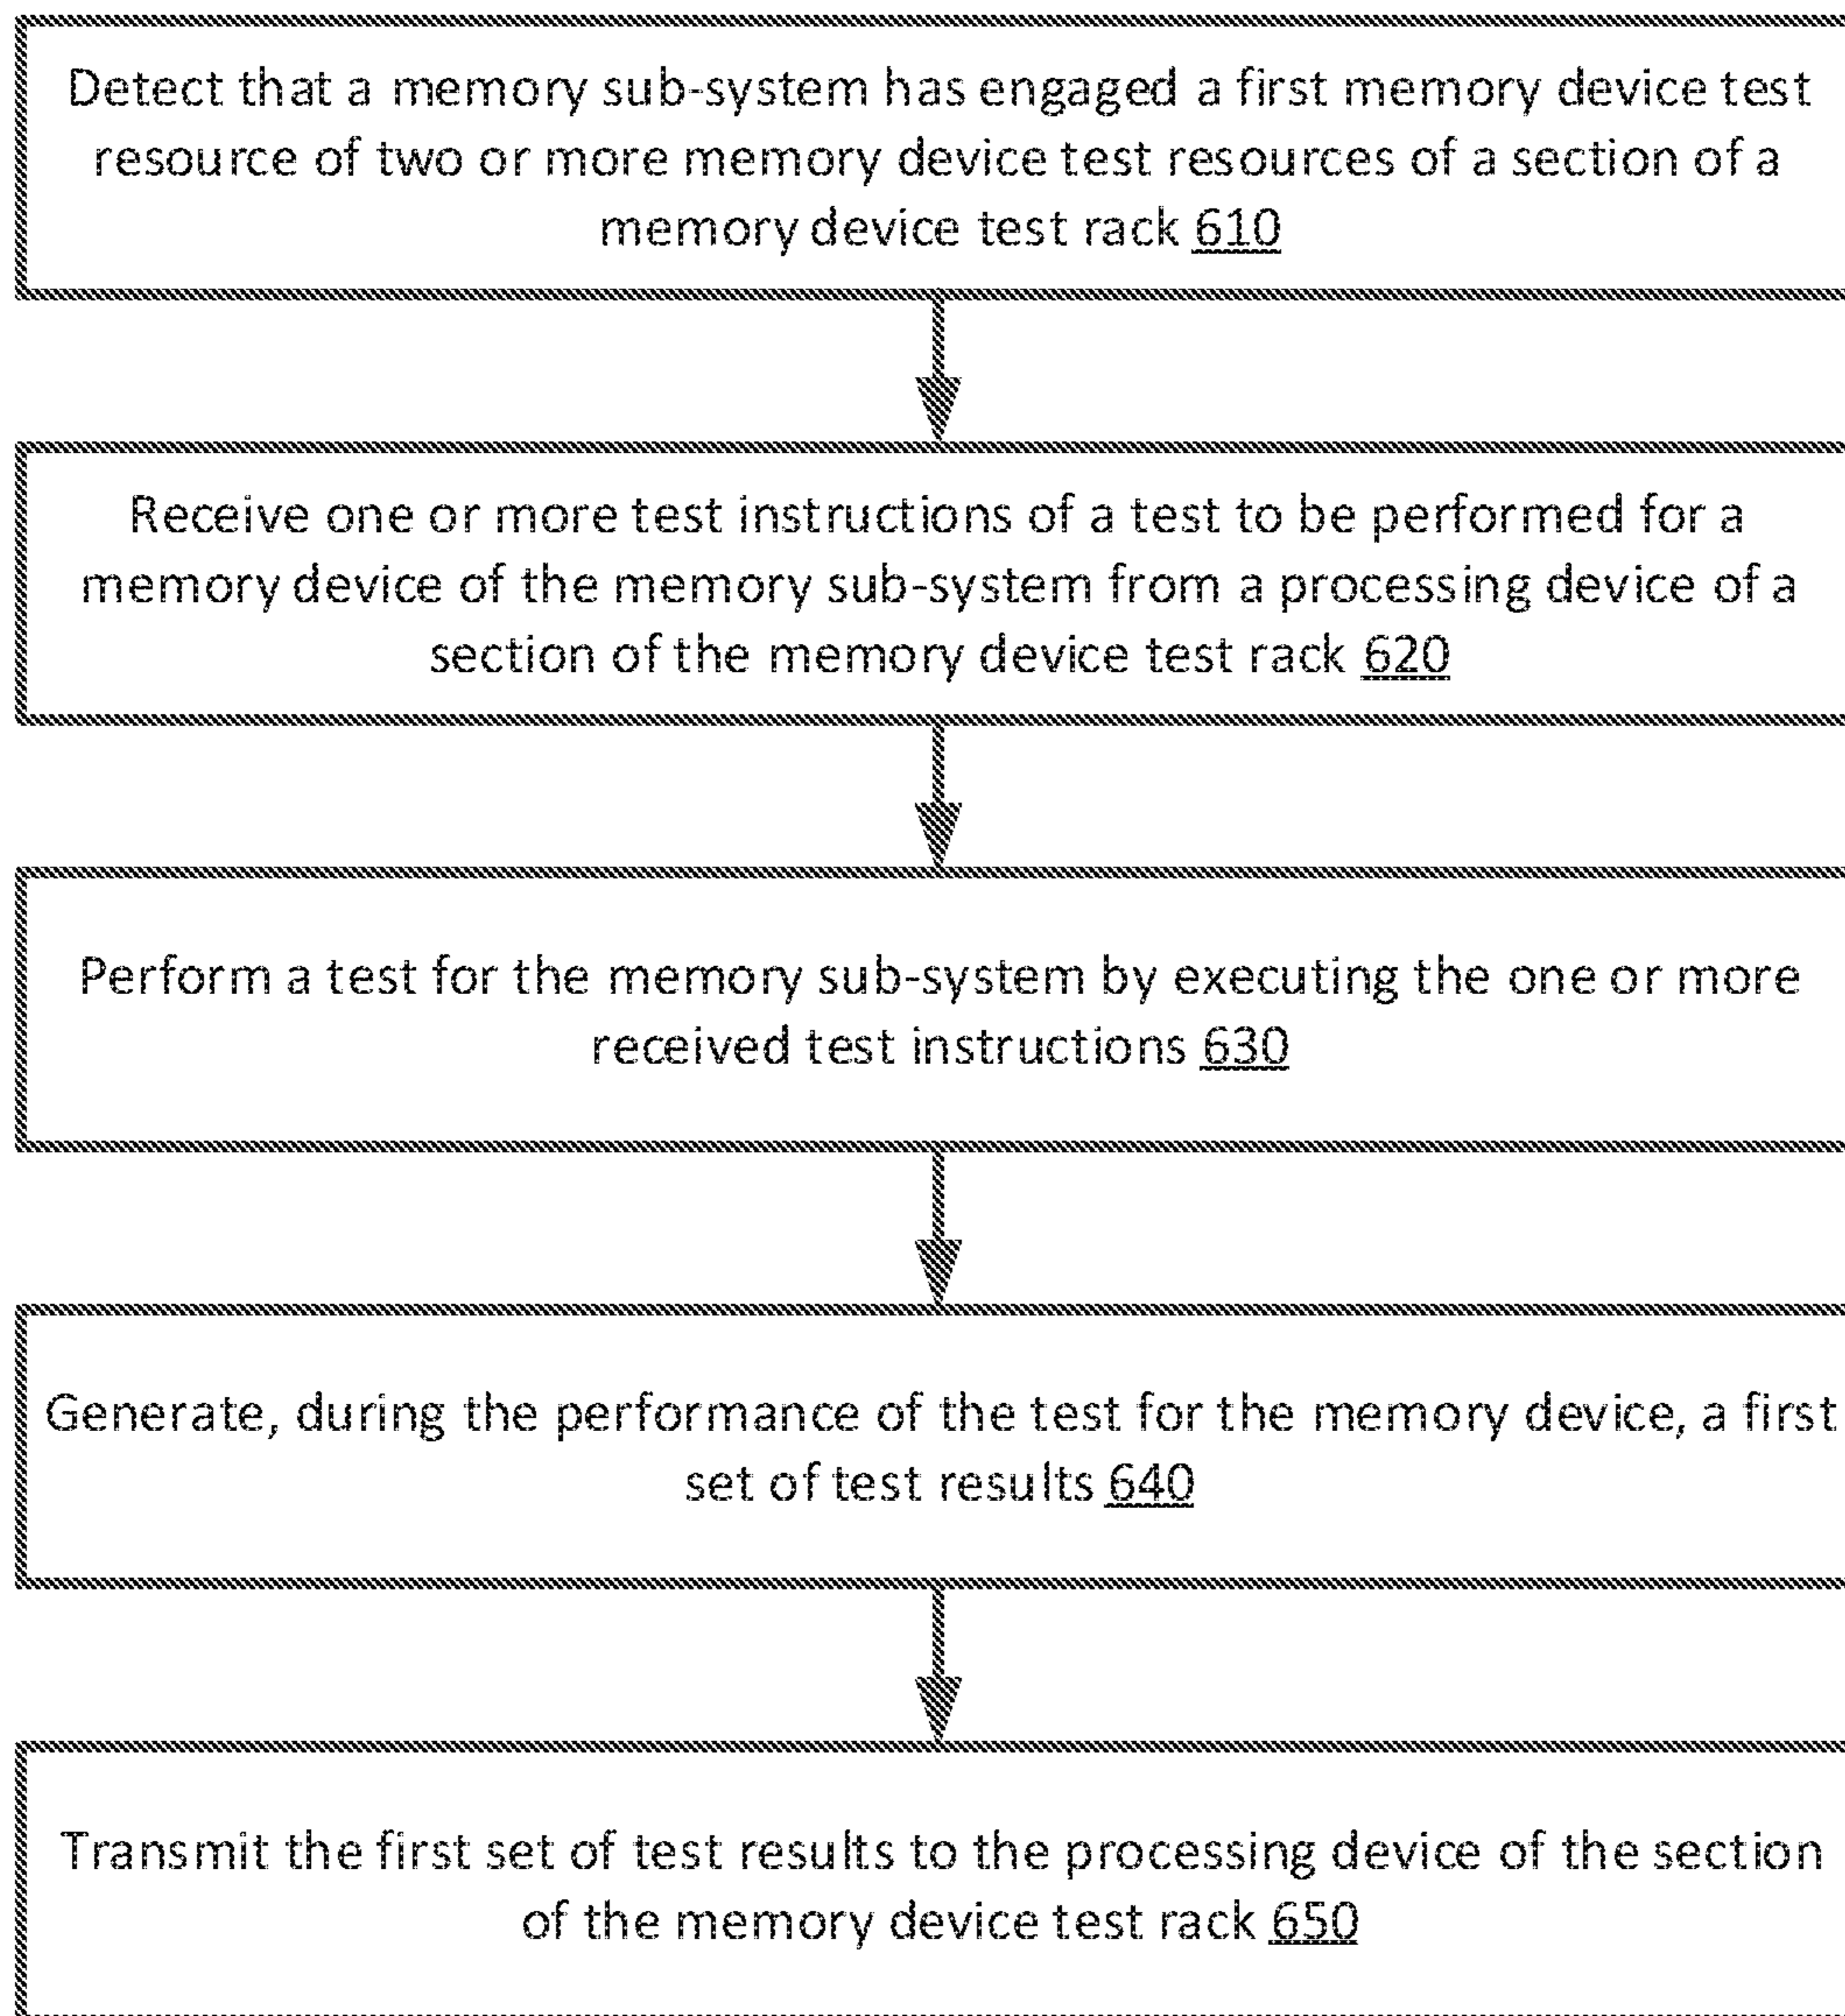 Detect that a memory sub-system has engaged a first memory device test
resource of two or more memory device test resources of a section of a
memory device test rack 610
Receive one or more test instructions of a test to be performed for a
memory device of the memory sub-system from a processing device of a
section of the memory device test rack 620
Perform a test for the memory sub-system by executing the one or more
received test instructions 630
Generate, during the performance of the test for the memory device, a first
set of test results 640
Transmit the first set of test results to the processing device of the section
of the memory device test rack 650